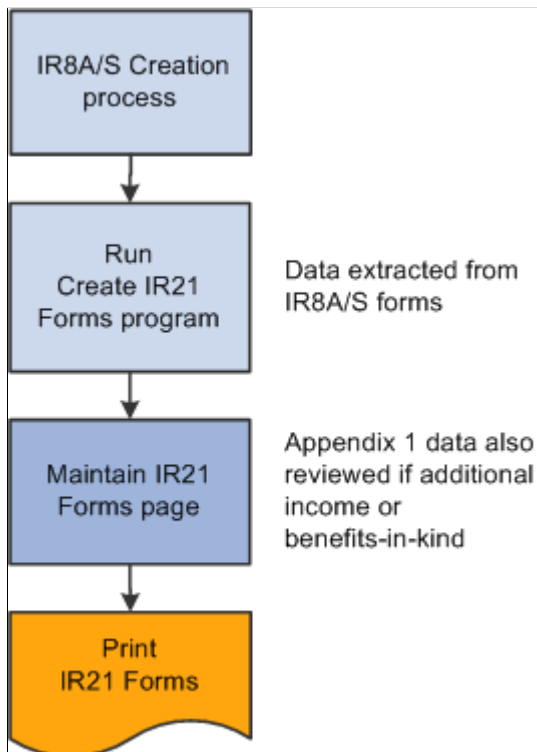 IR8A/S Creation
process
Run
Create IR21
Forms program
Data extracted from
IR8A/S forms
Maintain IR21
Forms page
Appendix 1 data also
reviewed if additional
income or
benefits-in-kind
Print
IR21 Forms